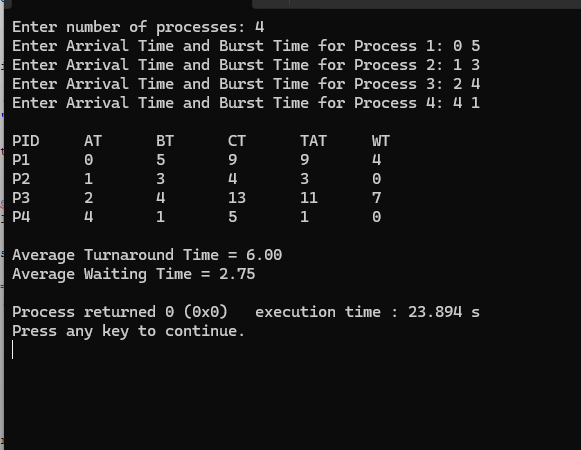 Enter number of processes: 4
Enter Arrival Time and Burst Time for Process 1: 0 5
Enter Arrival Time and Burst Time for Process 2: 1 3
Enter Arrival Time and Burst Time for Process 3: 2 4
Enter Arrival Time and Burst Time for Process 4: 4 1
PID AT BT CT TAT WT
P1 0 5 9 9 4
P2 1 3 4 3 0
P3 2 4 13 11 7
P4 4 1 5 1 0
Average Turnaround Time = 6.00
Average Waiting Time = 2.75
Process returned 0 (0x0)   execution time : 23.894 s
Press any key to continue.